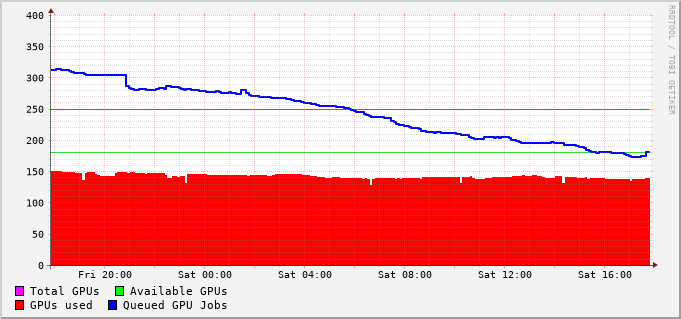 400
350
300
250
200
150
100
50
0
Fri 20:00 Sat 00:00 Sat 04:00 Sat 08:00 Sat 12:00 Sat 16:00
Total GPUs Available GPUs
GPUs used Queued GPU Jobs
RRDTOOL / TOBI OETIKER